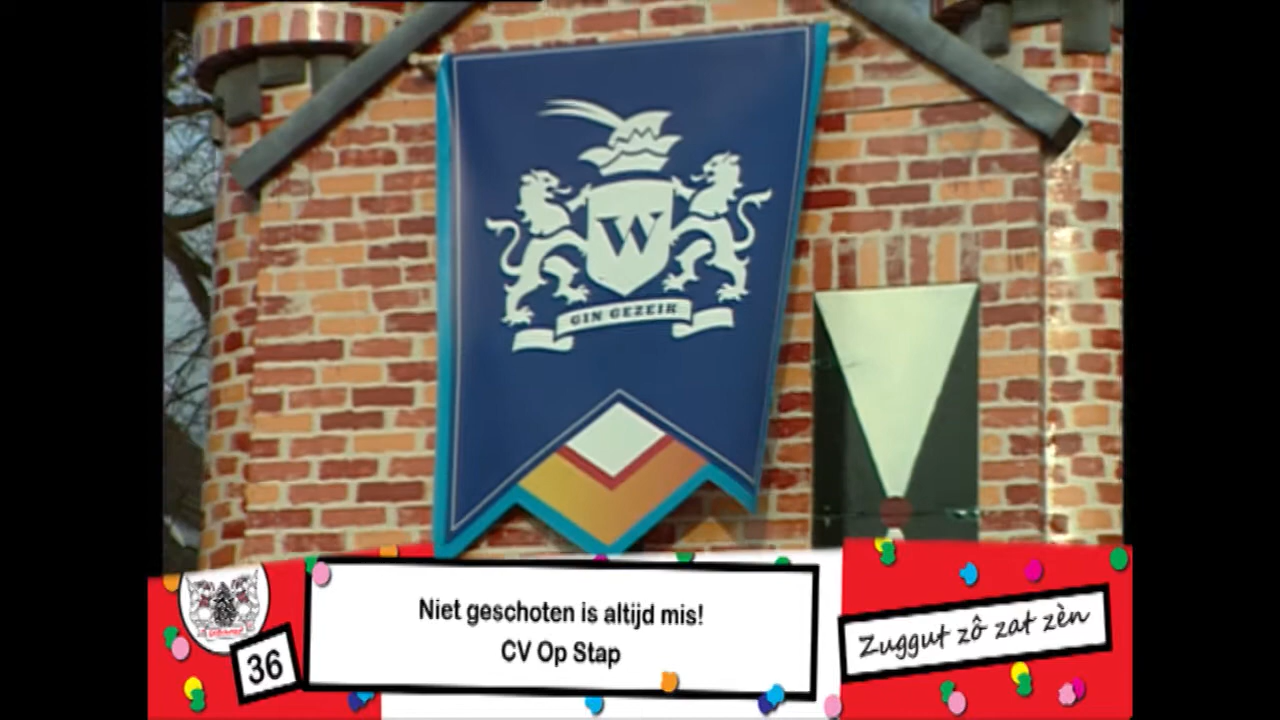 W
GIN GEZEIK
Niet geschoten is altijd mis!
CV Op Stap
36
Zuggut zô zat zèn